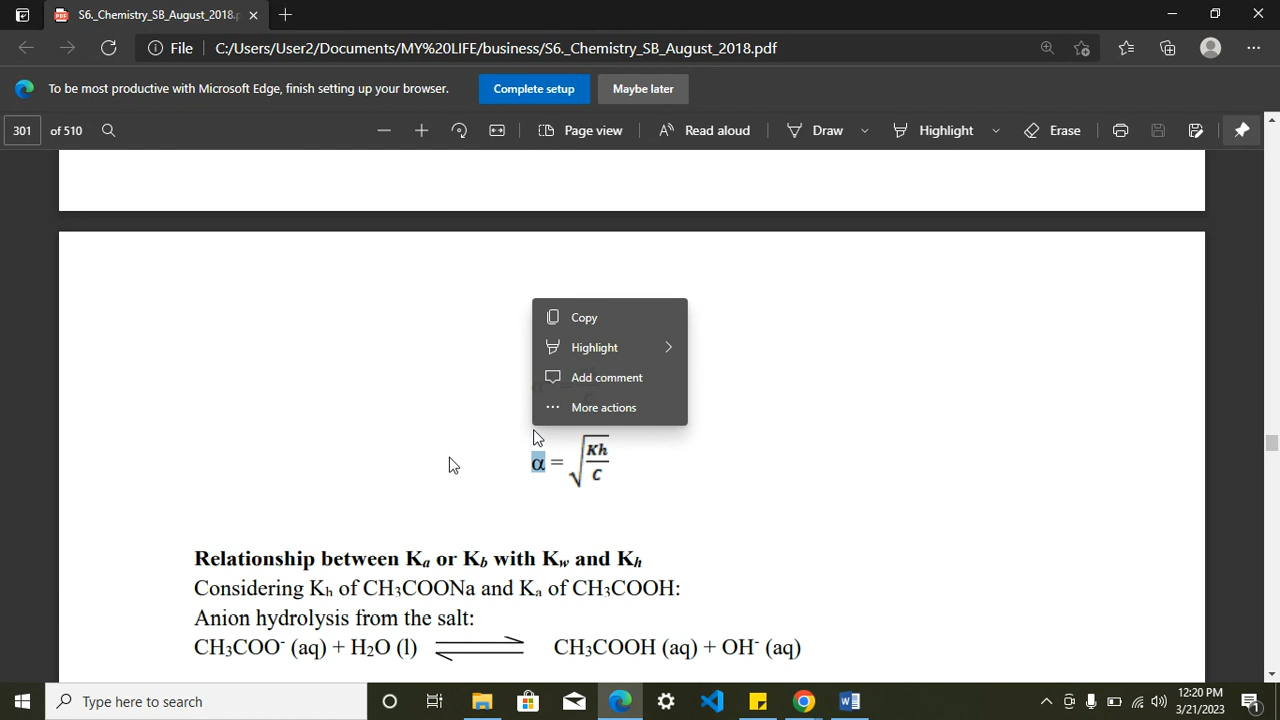 S6._Chemistry_SB_August_2018.p
File C:/Users/User2/Documents/MY%20LIFE/business/S6._Chemistry_SB_August_2018.pdf
To be most productive with Microsoft Edge, finish setting up your browser. Complete setup Maybe later
301 of 510 Page view Read aloud Draw Highlight Erase
Copy
Highlight
Add comment
More actions
α = √Kh/C
Relationship between Kₐ or K_b with K_w and K_h
Considering Kₕ of CH₃COONa and Kₐ of CH₃COOH:
Anion hydrolysis from the salt:
CH₃COO⁻ (aq) + H₂O (l) ⇌ CH₃COOH (aq) + OH⁻ (aq)
Type here to search
12:20 PM
3/21/2023
1